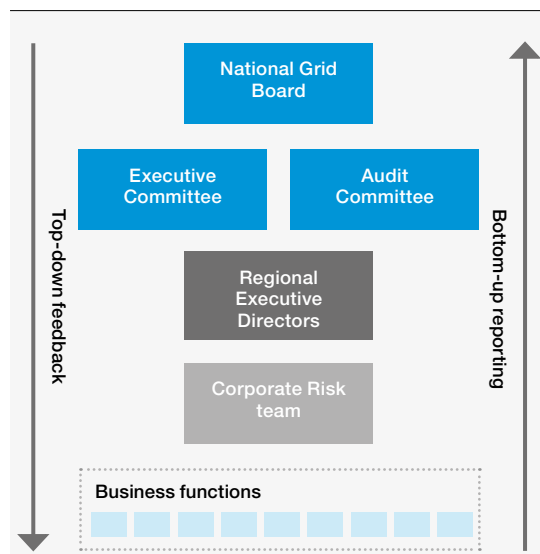 National Grid
Board
Executive
Committee
Audit
Committee
Top-down feedback
Bottom-up reporting
Regional
Executive
Directors
Corporate Risk
team
Business functions